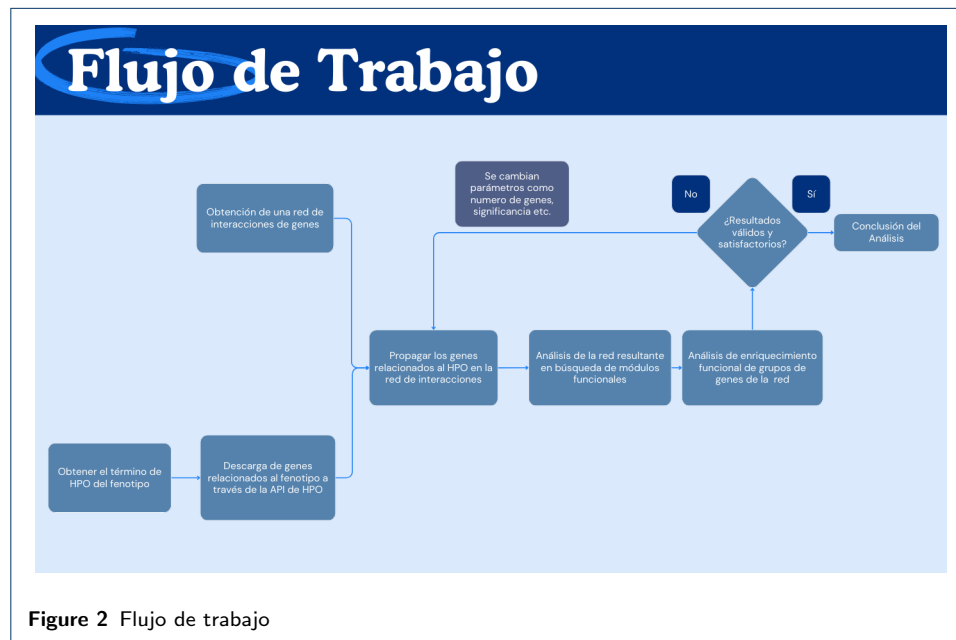 Flujo de Trabajo
Se cambian
parámetros como
numero de genes,
significancia etc.
No
Sí
¿Resultados
válidos y
satisfactorios?
Conclusión del
Análisis
Obtención de una red de
interacciones de genes
Propagar los genes
relacionados al HPO en la
red de interacciones
Análisis de la red resultante
en búsqueda de módulos
funcionales
Análisis de enriquecimiento
funcional de grupos de
genes de la red
Obtener el término de
HPO del fenotipo
Descarga de genes
relacionados al fenotipo a
través de la API de HPO
Figure 2 Flujo de trabajo